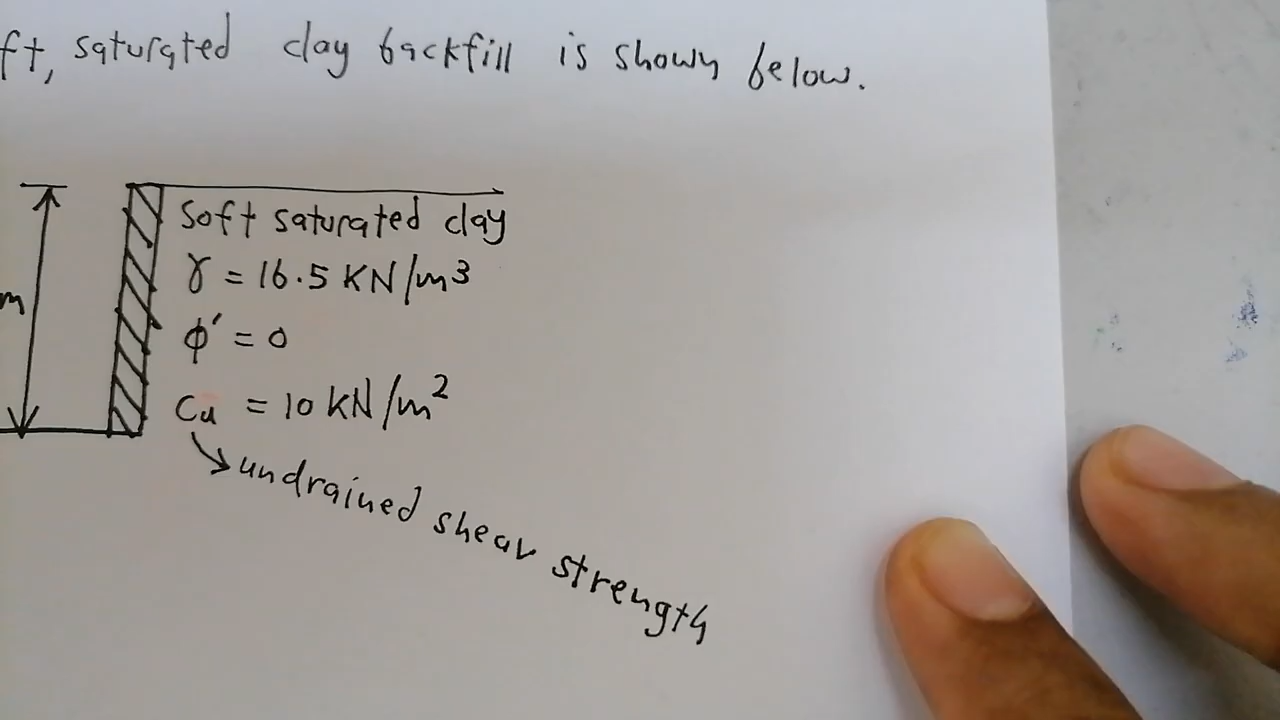 ft, saturated clay backfill is shown below.
soft saturated clay
γ = 16.5 KN/m³
m
φ′ = 0
Cu = 10 kN/m²
undrained shear strength